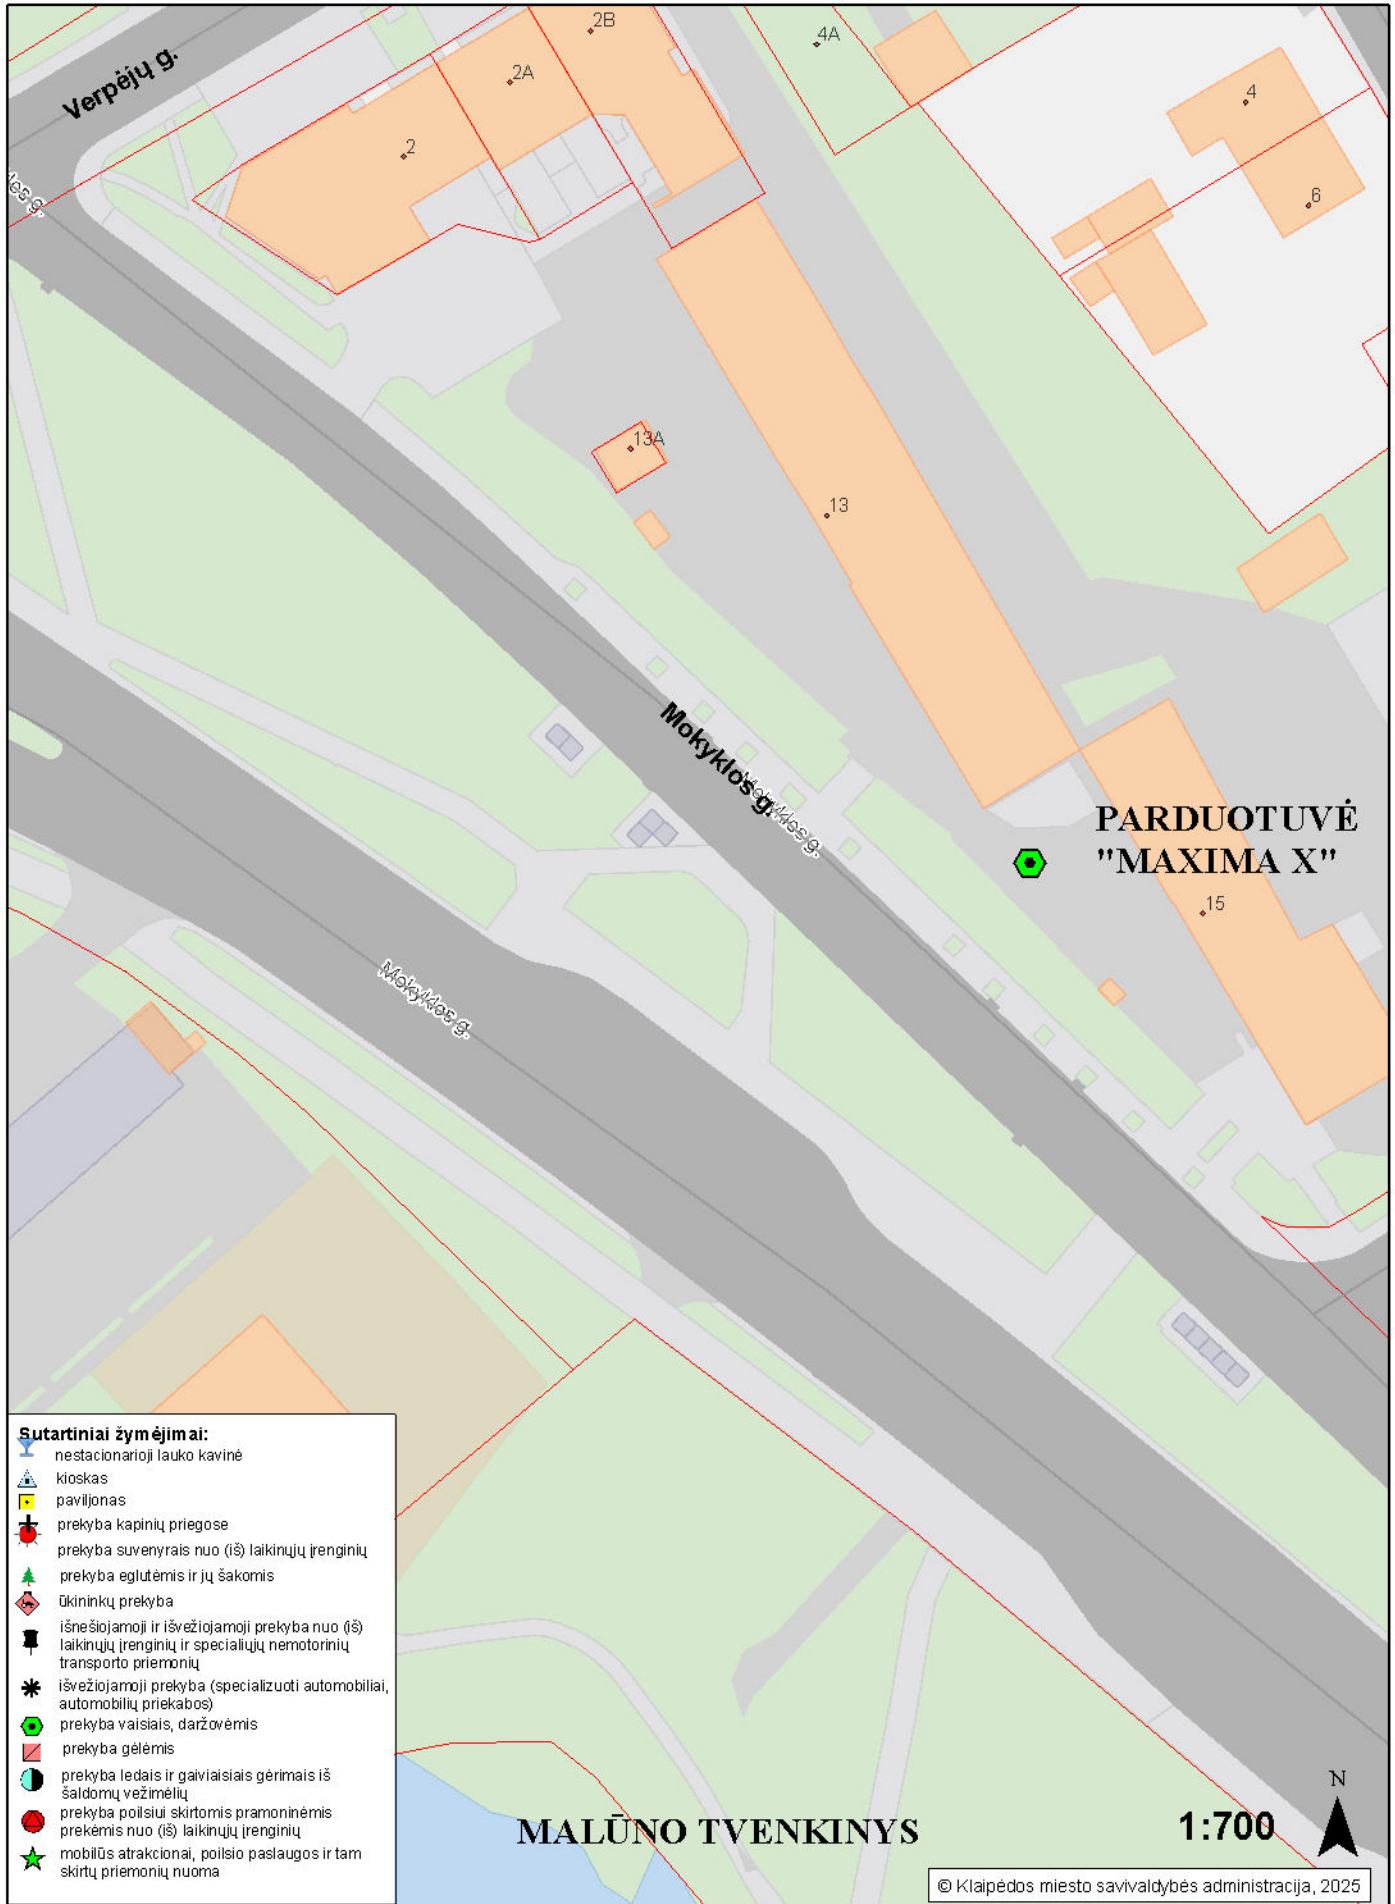 2B
4A
2A
Verpėjų g.
4
2
6
los g.
13A
13
Mokyklos g.
Mokyklos g.
PARDUOTUVĖ
"MAXIMA X"
15
Mokyklos g.
Sutartiniai žymėjimai:
nestacionarioji lauko kavinė
kioskas
paviljonas
prekyba kapinių priegose
prekyba suvenyrais nuo (iš) laikinųjų įrenginių
prekyba eglutėmis ir jų šakomis
ūkininkų prekyba
išnešiojamoji ir išvežiojamoji prekyba nuo (iš)
laikinųjų įrenginių ir specialiųjų nemotorinių
transporto priemonių
išvežiojamoji prekyba (specializuoti automobiliai,
automobilių priekabos)
prekyba vaisiais, daržovėmis
prekyba gėlėmis
prekyba ledais ir gaiviaisiais gėrimais iš
šaldomų vežimėlių
prekyba poilsiui skirtomis pramoninėmis
prekėmis nuo (iš) laikinųjų įrenginių
mobilūs atrakcionai, poilsio paslaugos ir tam
skirtų priemonių nuoma
MALŪNO TVENKINYS
1:700
N
© Klaipėdos miesto savivaldybės administracija, 2025